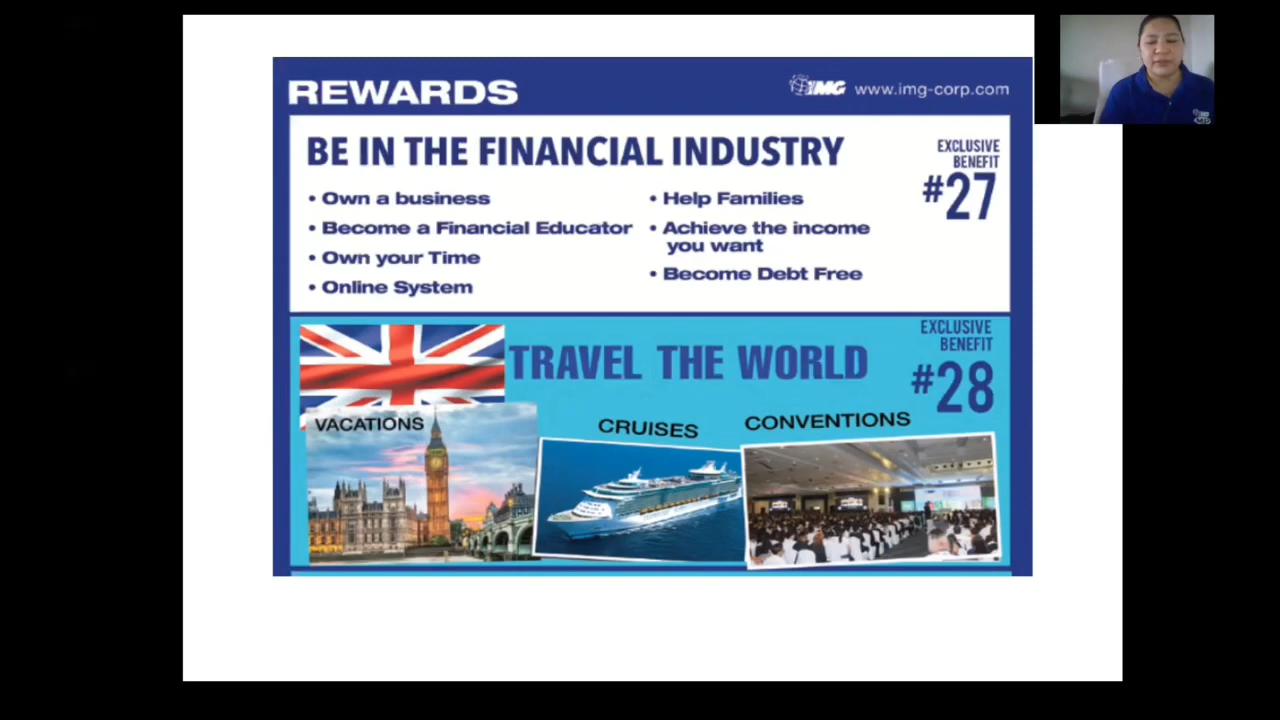 REWARDS
IMG www.img-corp.com
BE IN THE FINANCIAL INDUSTRY
EXCLUSIVE
BENEFIT
#27
• Own a business
• Become a Financial Educator
• Own your Time
• Online System
• Help Families
• Achieve the income
you want
• Become Debt Free
TRAVEL THE WORLD
EXCLUSIVE
BENEFIT
#28
VACATIONS
CRUISES
CONVENTIONS